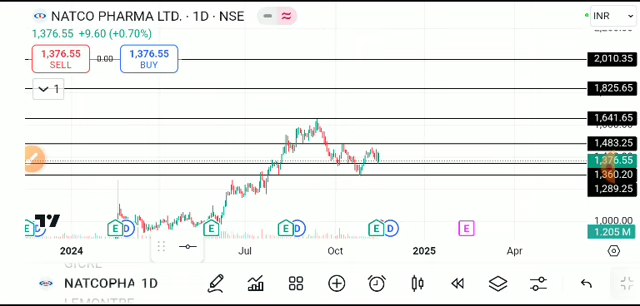 NATCO PHARMA LTD. · 1D · NSE
INR
1,376.55 +9.60 (+0.70%)
1,376.55
SELL
0.00
1,376.55
BUY
1
2,010.35
1,825.65
1,641.65
1,483.25
1,376.55
1,360.20
1,289.25
1,000.00
1.205 M
E D E D E E D E D E
2024
Jul
Oct
2025
Apr
NATCOPHA 1D